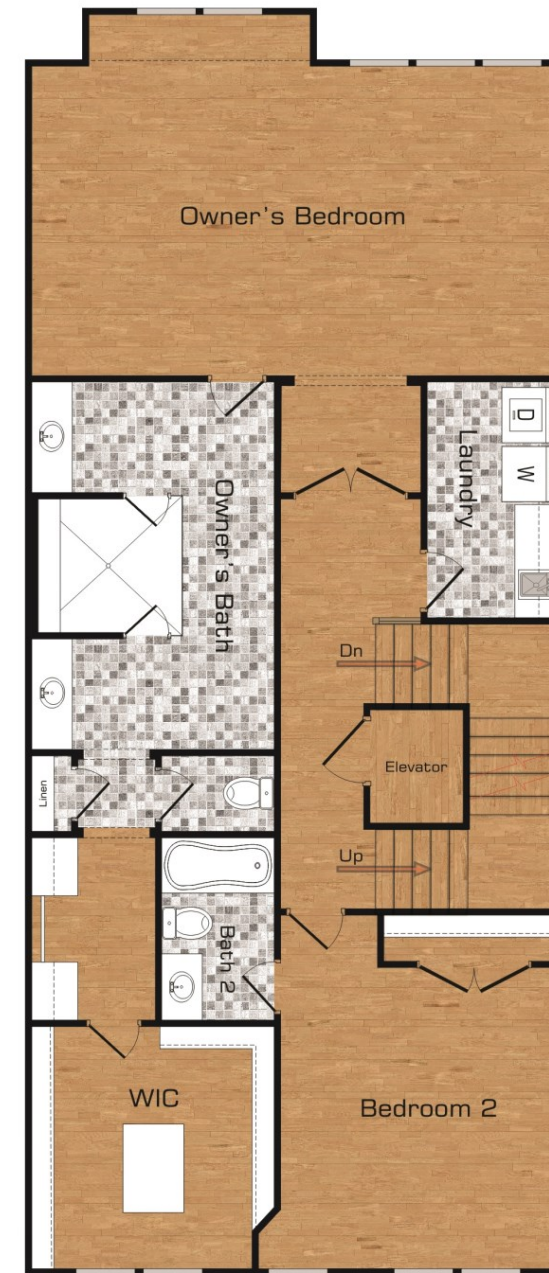 Owner's Bedroom
D
W
Laundry
Owner's Bath
Dn
Elevator
Linen
Up
Bath 2
WIC
Bedroom 2